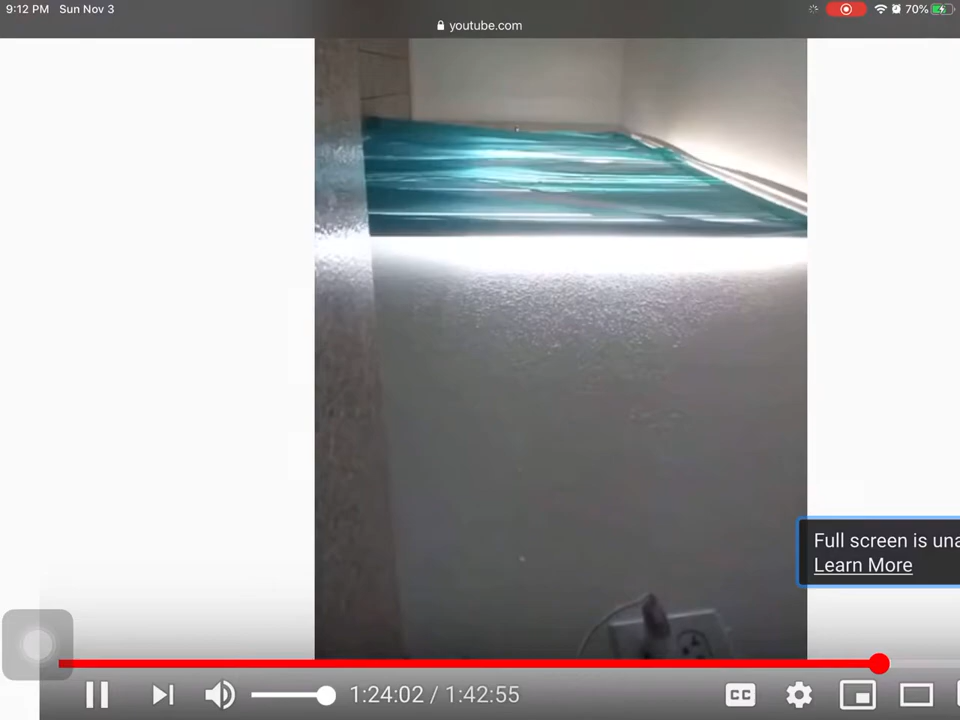 9:12 PM Sun Nov 3
70%
youtube.com
Full screen is una
Learn More
1:24:02 / 1:42:55
CC